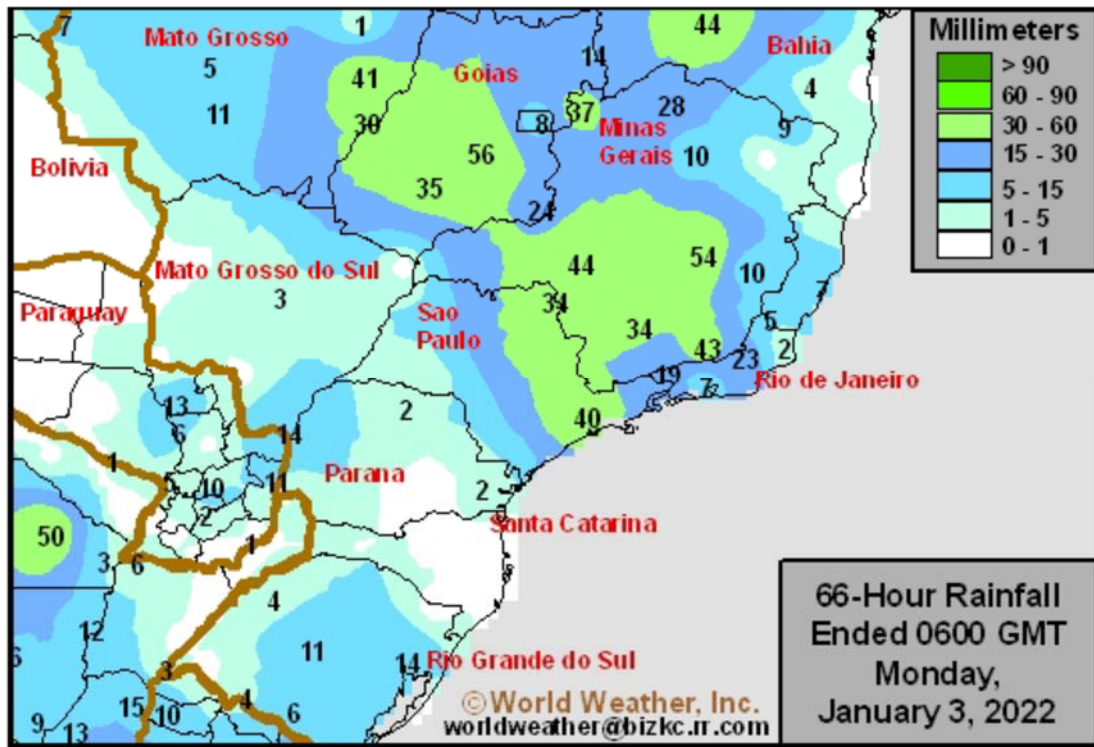 Millimeters
> 90
60 - 90
30 - 60
15 - 30
5 - 15
1 - 5
0 - 1
7
1
44
Mato Grosso
Bahia
14
5
Goias
41
4
11
30
8
37
28
Minas
Gerais
9
56
10
Bolivia
35
24
Mato Grosso do Sul
44
54
10
7
3
34
Paraguay
Sao
Paulo
34
5
43
2
23
19
7
Rio de Janeiro
13
2
40
6
14
1
Parana
5
10
11
2
2
Santa Catarina
50
1
3
6
4
12
11
14
Rio Grande do Sul
6
3
15
10
4
6
9
13
©World Weather, Inc.
worldweather@bizkc.rr.com
66-Hour Rainfall
Ended 0600 GMT
Monday,
January 3, 2022